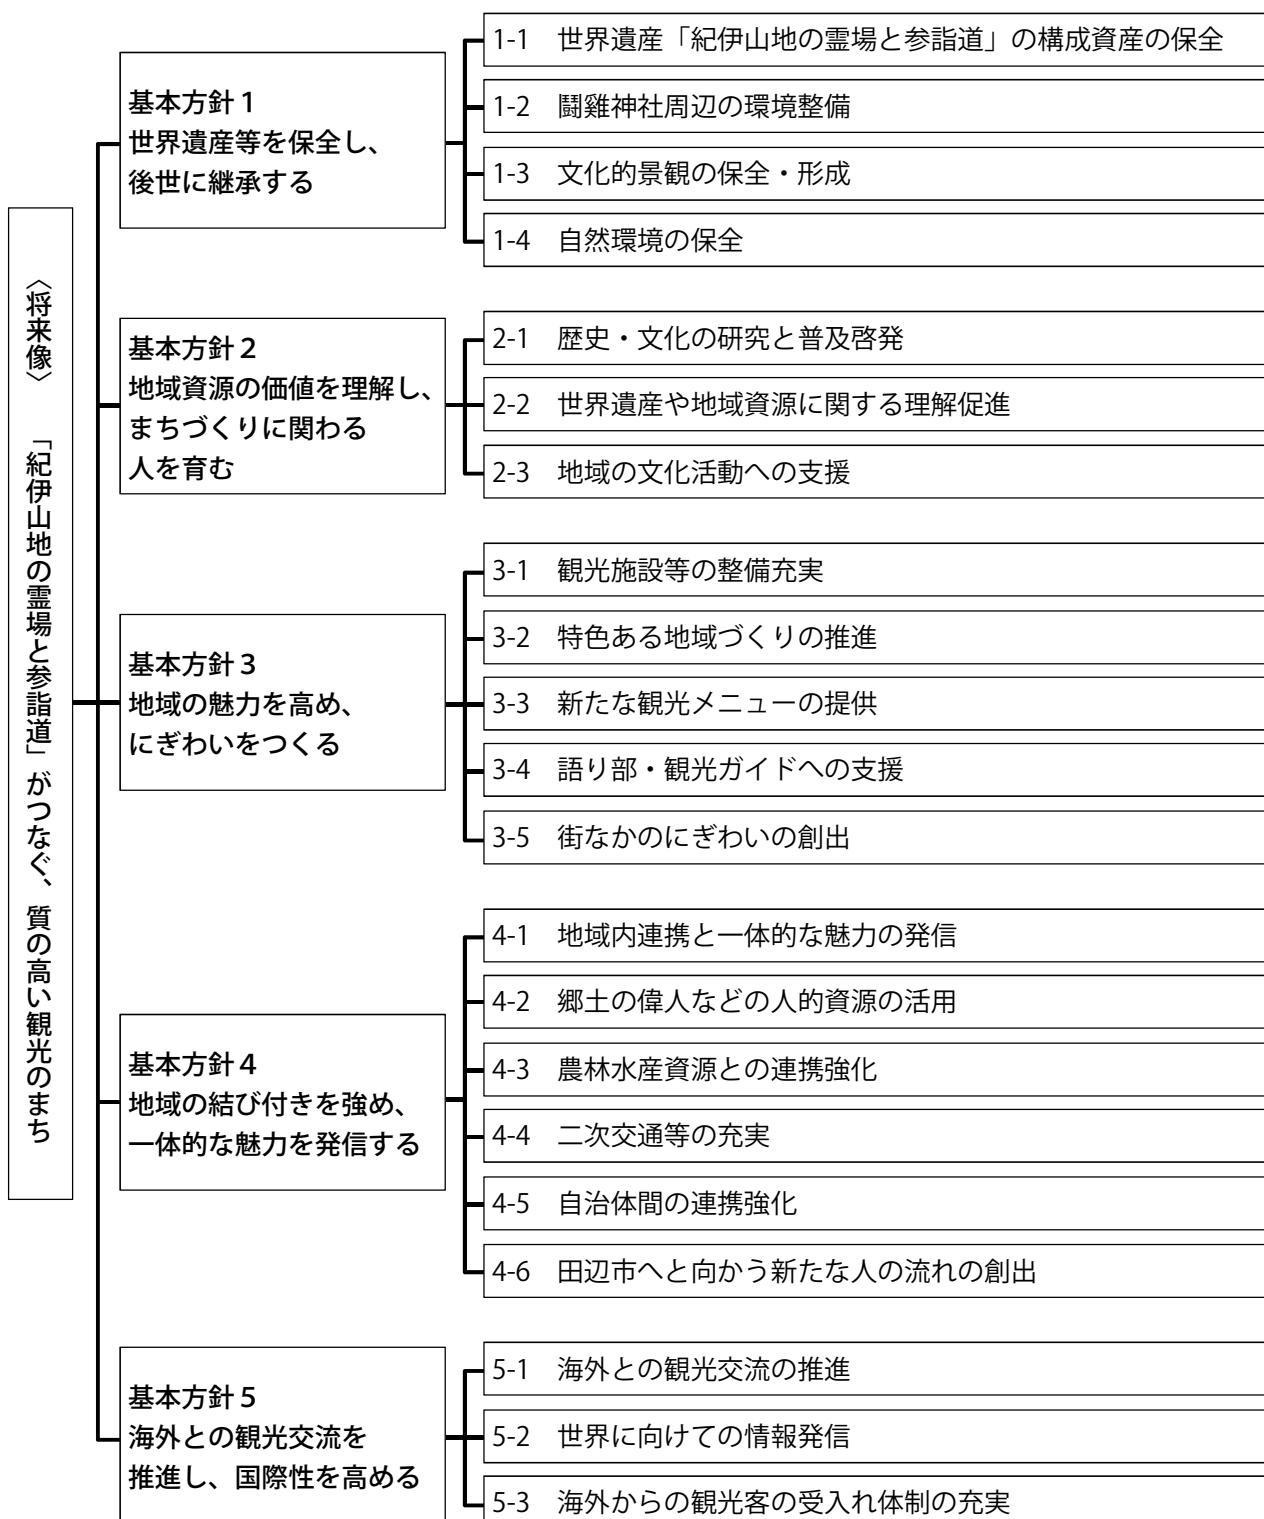 〈将来像〉 「紀伊山地の霊場と参詣道」がつなぐ、質の高い観光のまち
基本方針１
世界遺産等を保全し、
後世に継承する
1-1 世界遺産「紀伊山地の霊場と参詣道」の構成資産の保全
1-2 鬪雞神社周辺の環境整備
1-3 文化的景観の保全・形成
1-4 自然環境の保全
基本方針２
地域資源の価値を理解し、
まちづくりに関わる
人を育む
2-1 歴史・文化の研究と普及啓発
2-2 世界遺産や地域資源に関する理解促進
2-3 地域の文化活動への支援
基本方針３
地域の魅力を高め、
にぎわいをつくる
3-1 観光施設等の整備充実
3-2 特色ある地域づくりの推進
3-3 新たな観光メニューの提供
3-4 語り部・観光ガイドへの支援
3-5 街なかのにぎわいの創出
基本方針４
地域の結び付きを強め、
一体的な魅力を発信する
4-1 地域内連携と一体的な魅力の発信
4-2 郷土の偉人などの人的資源の活用
4-3 農林水産資源との連携強化
4-4 二次交通等の充実
4-5 自治体間の連携強化
4-6 田辺市へと向かう新たな人の流れの創出
基本方針５
海外との観光交流を
推進し、国際性を高める
5-1 海外との観光交流の推進
5-2 世界に向けての情報発信
5-3 海外からの観光客の受入れ体制の充実